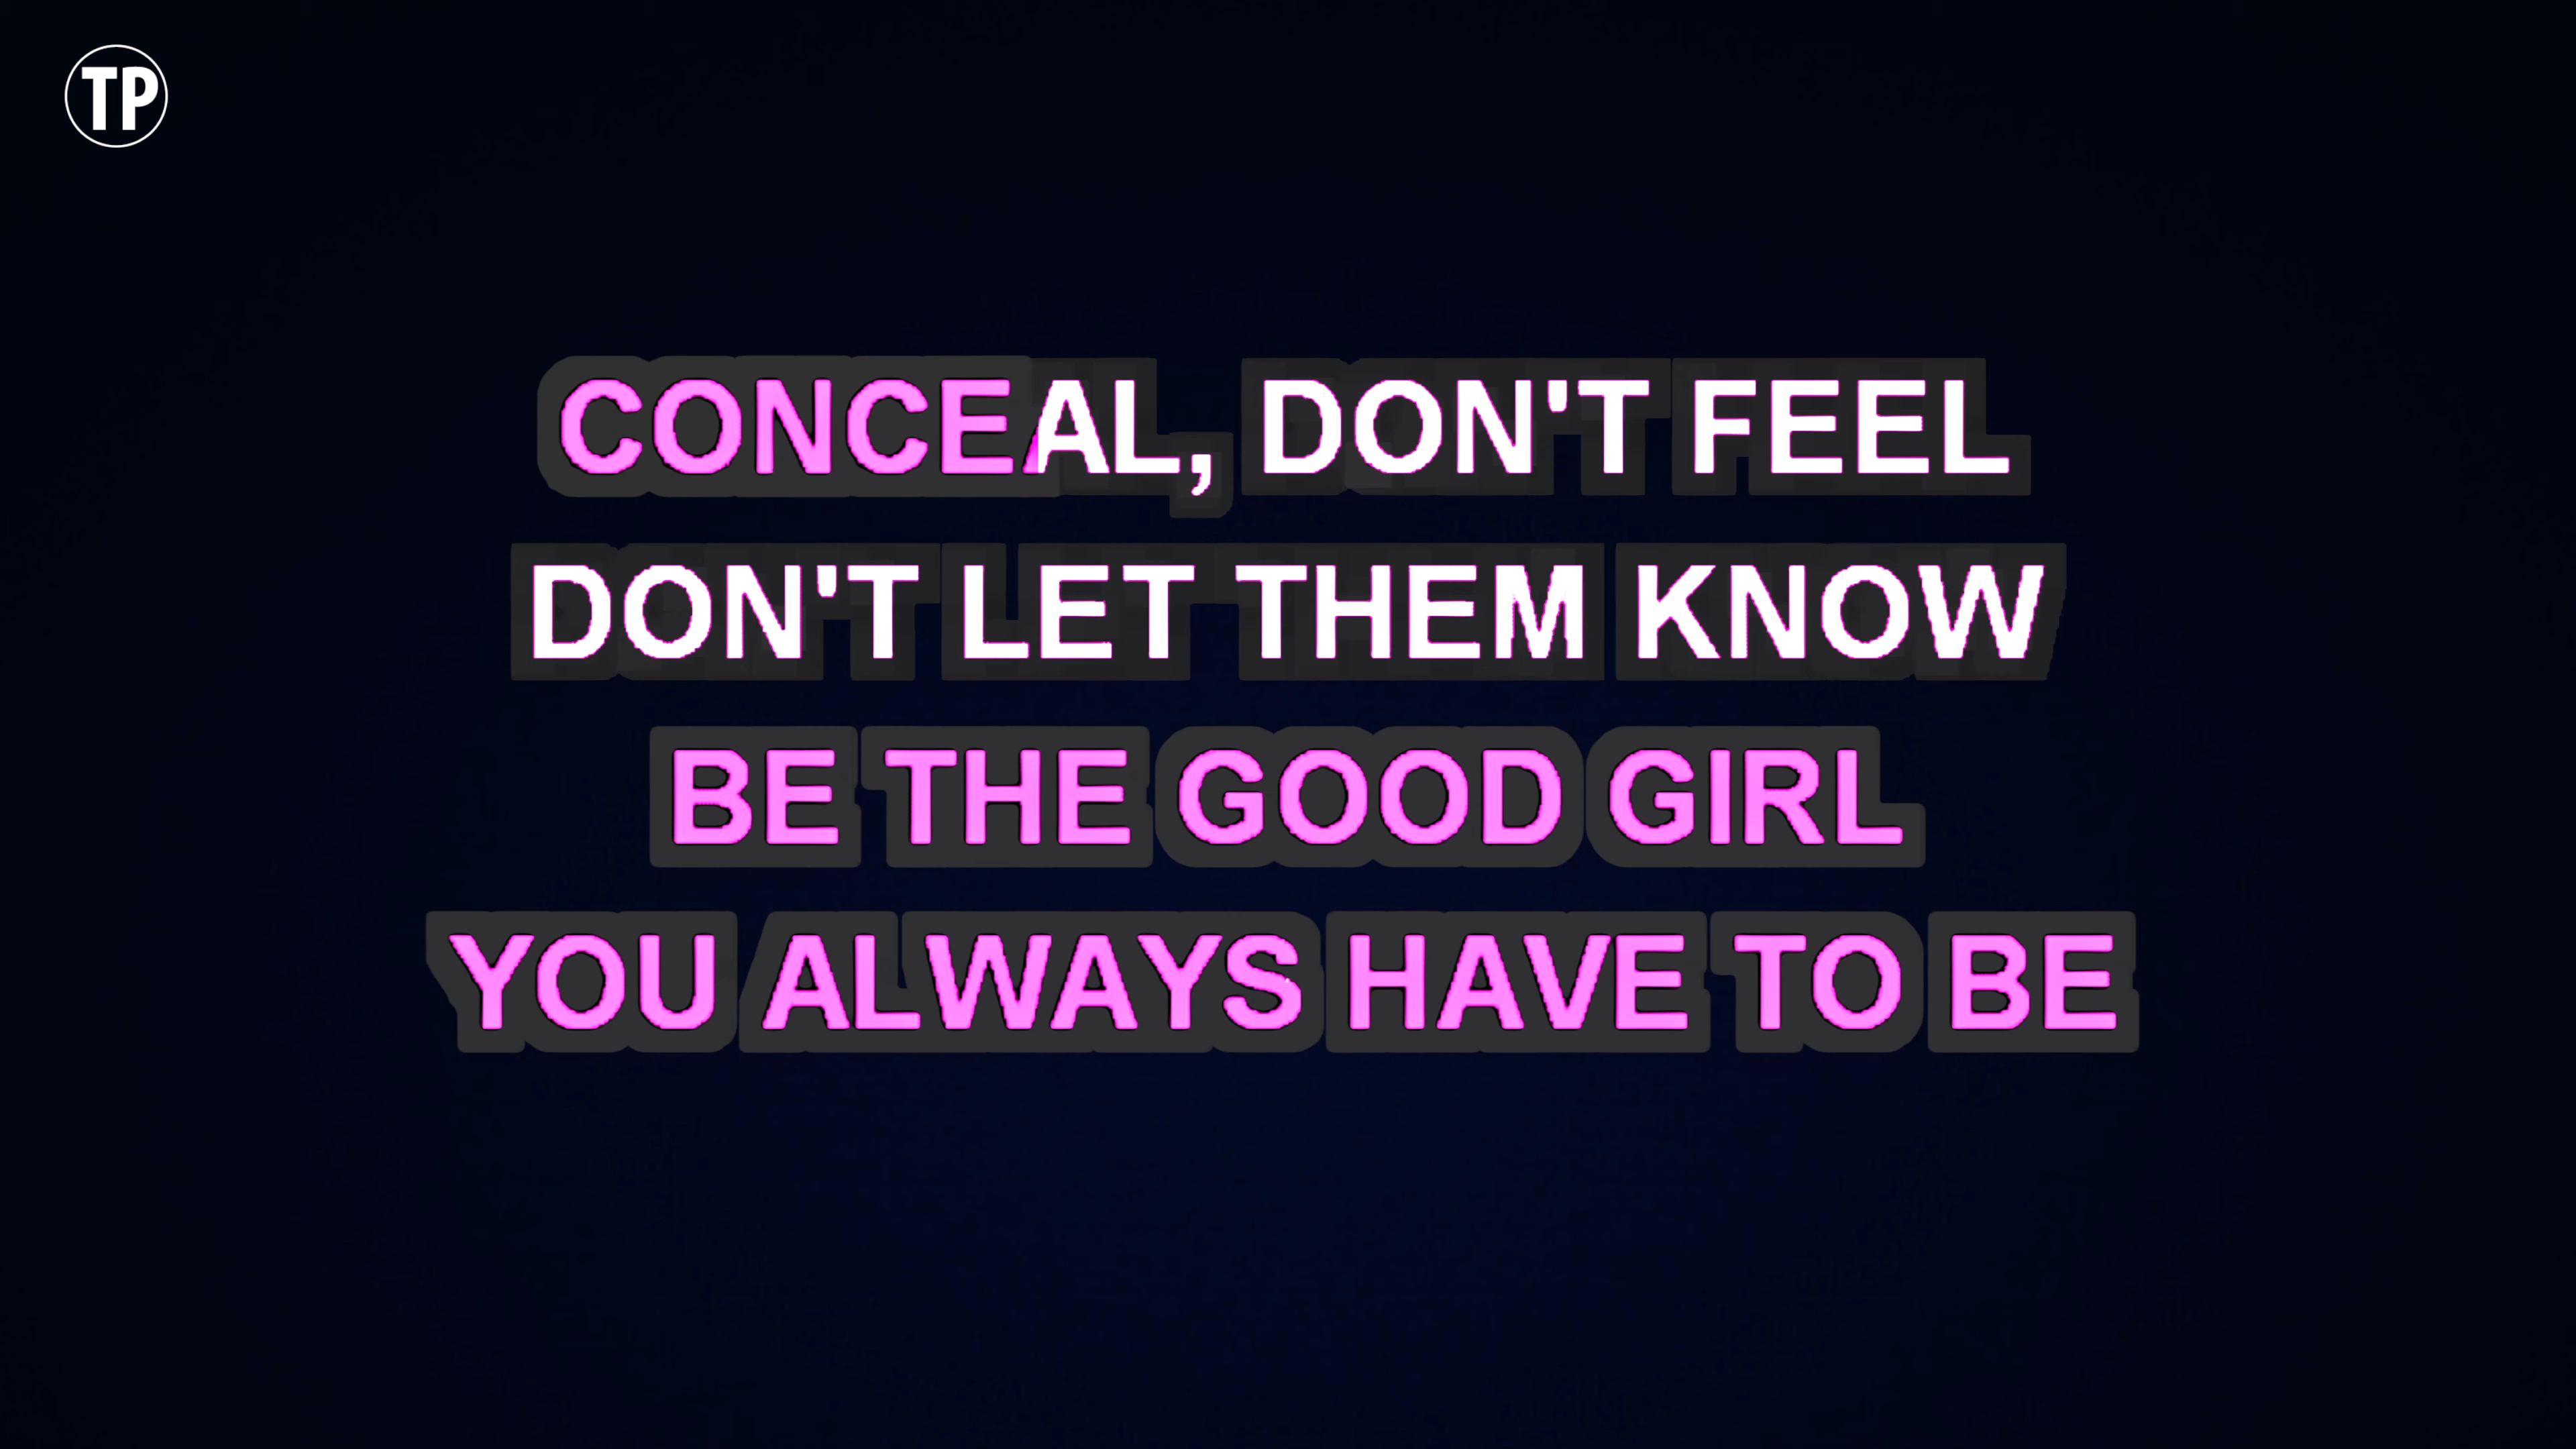 TP
CONCEAL, DON'T FEEL
DON'T LET THEM KNOW
BE THE GOOD GIRL
YOU ALWAYS HAVE TO BE